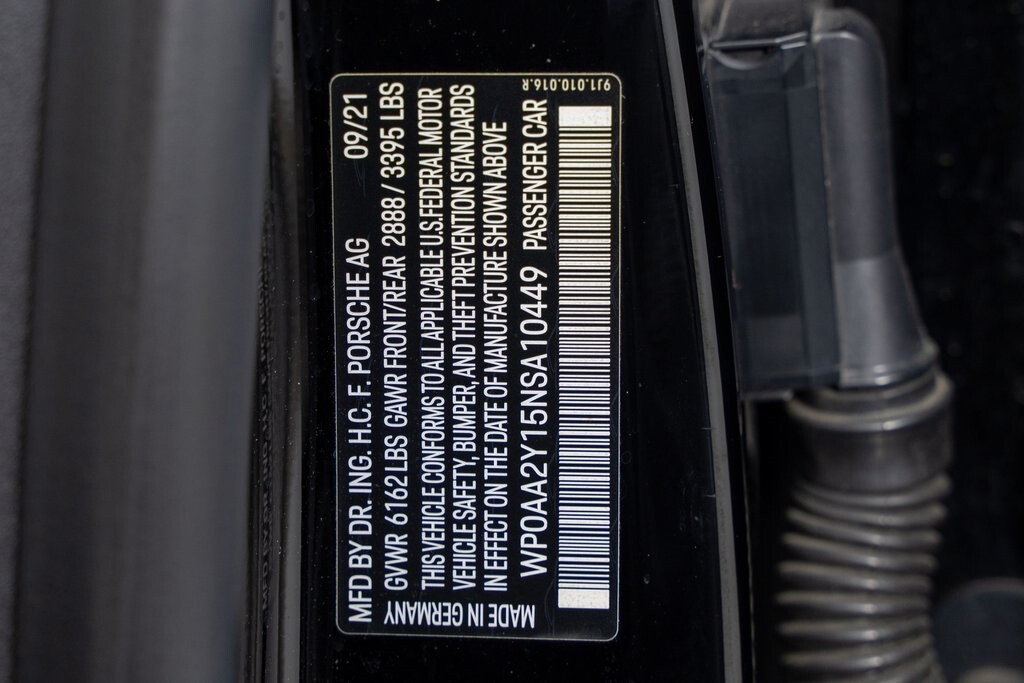 MFD BY DR. ING. H.C. F. PORSCHE AG 09/21
GVWR 6162 LBS GAWR FRONT/REAR 2888 / 3395 LBS
THIS VEHICLE CONFORMS TO ALL APPLICABLE U.S. FEDERAL MOTOR
VEHICLE SAFETY, BUMPER, AND THEFT PREVENTION STANDARDS
IN EFFECT ON THE DATE OF MANUFACTURE SHOWN ABOVE
WP0AA2Y15NSA10449 PASSENGER CAR
MADE IN GERMANY
9J1.010.016.R